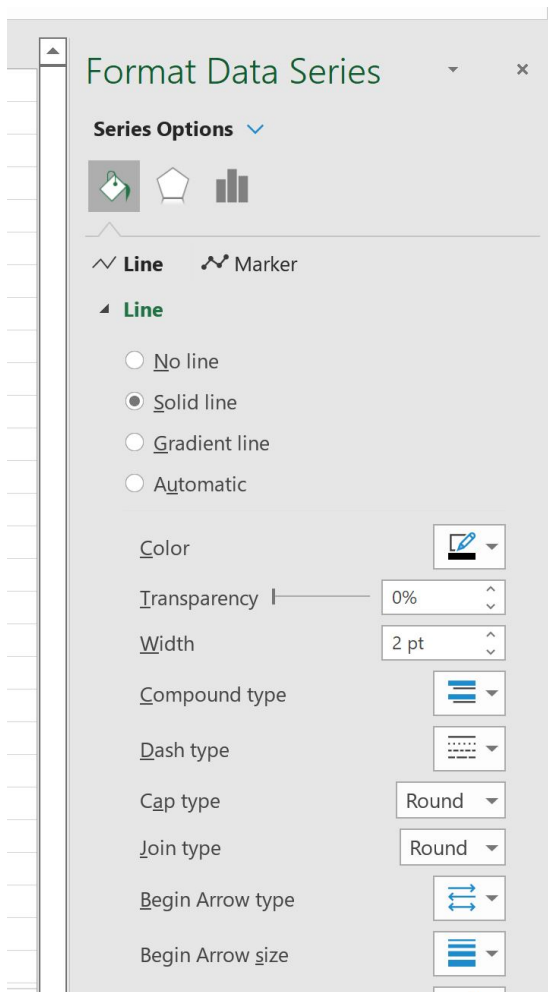 Format Data Series
Series Options
Line Marker
Line
No line
Solid line
Gradient line
Automatic
Color
Transparency 0%
Width 2 pt
Compound type
Dash type
Cap type Round
Join type Round
Begin Arrow type
Begin Arrow size